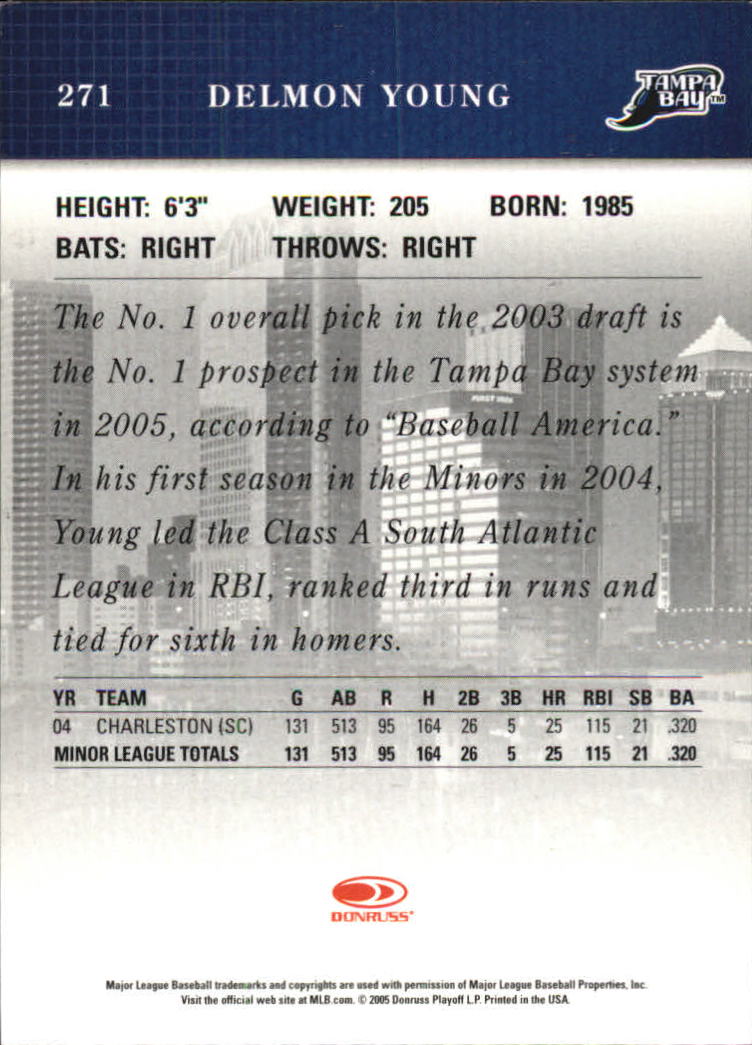 271 DELMON YOUNG TAMPA BAY™
HEIGHT: 6'3" WEIGHT: 205 BORN: 1985
BATS: RIGHT THROWS: RIGHT
The No. 1 overall pick in the 2003 draft is
the No. 1 prospect in the Tampa Bay system
in 2005, according to “Baseball America.”
In his first season in the Minors in 2004,
Young led the Class A South Atlantic
League in RBI, ranked third in runs and
tied for sixth in homers.
YR TEAM G AB R H 2B 3B HR RBI SB BA
04 CHARLESTON (SC) 131 513 95 164 26 5 25 115 21 .320
MINOR LEAGUE TOTALS 131 513 95 164 26 5 25 115 21 .320
DONRUSS®
Major League Baseball trademarks and copyrights are used with permission of Major League Baseball Properties, Inc.
Visit the official web site at MLB.com. © 2005 Donruss Playoff L.P. Printed in the USA.